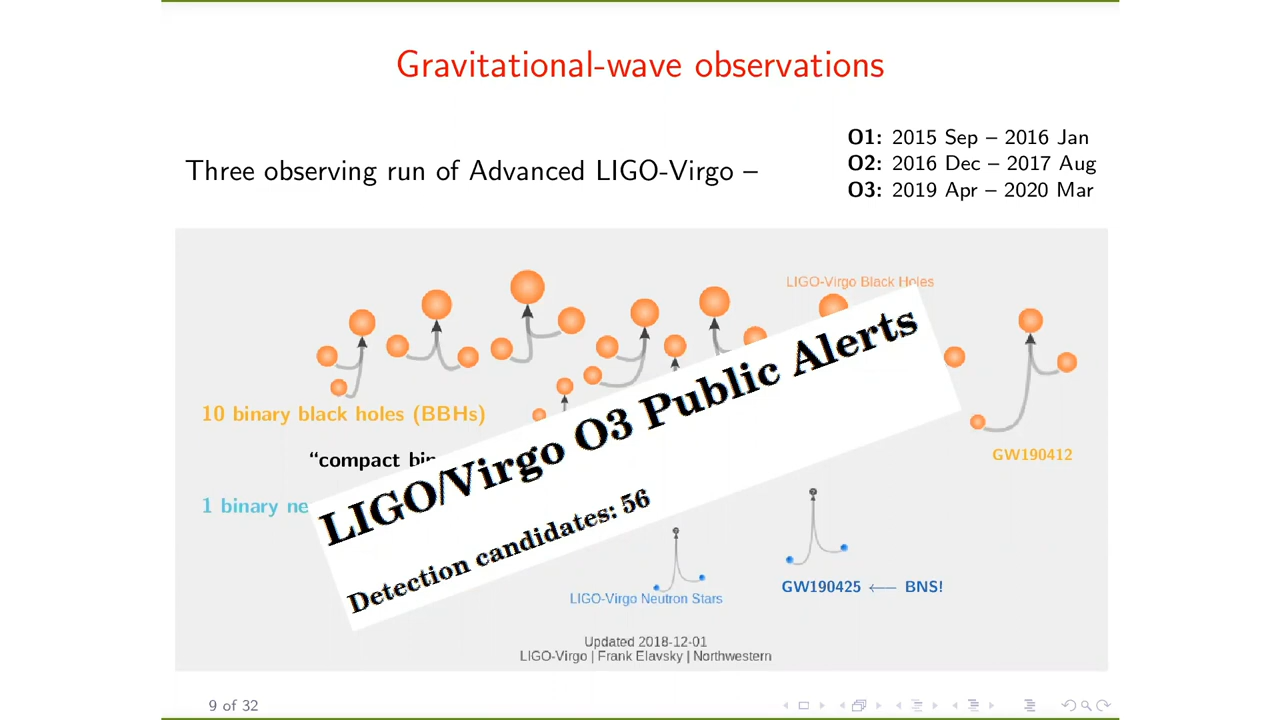 Gravitational-wave observations
Three observing run of Advanced LIGO-Virgo –
O1: 2015 Sep – 2016 Jan
O2: 2016 Dec – 2017 Aug
O3: 2019 Apr – 2020 Mar
LIGO-Virgo Black Holes
10 binary black holes (BBHs)
“compact
1 binary
LIGO/Virgo O3 Public Alerts
Detection candidates: 56
GW190412
GW190425 ⟵ BNS!
LIGO-Virgo Neutron Stars
Updated 2018-12-01
LIGO-Virgo | Frank Elavsky | Northwestern
9 of 32